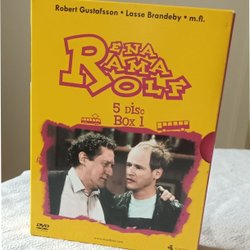 Robert Gustafsson • Lasse Brandeby • m.fl.
RENA
RAMA
ROLF
5 DISC
BOX 1
DVD